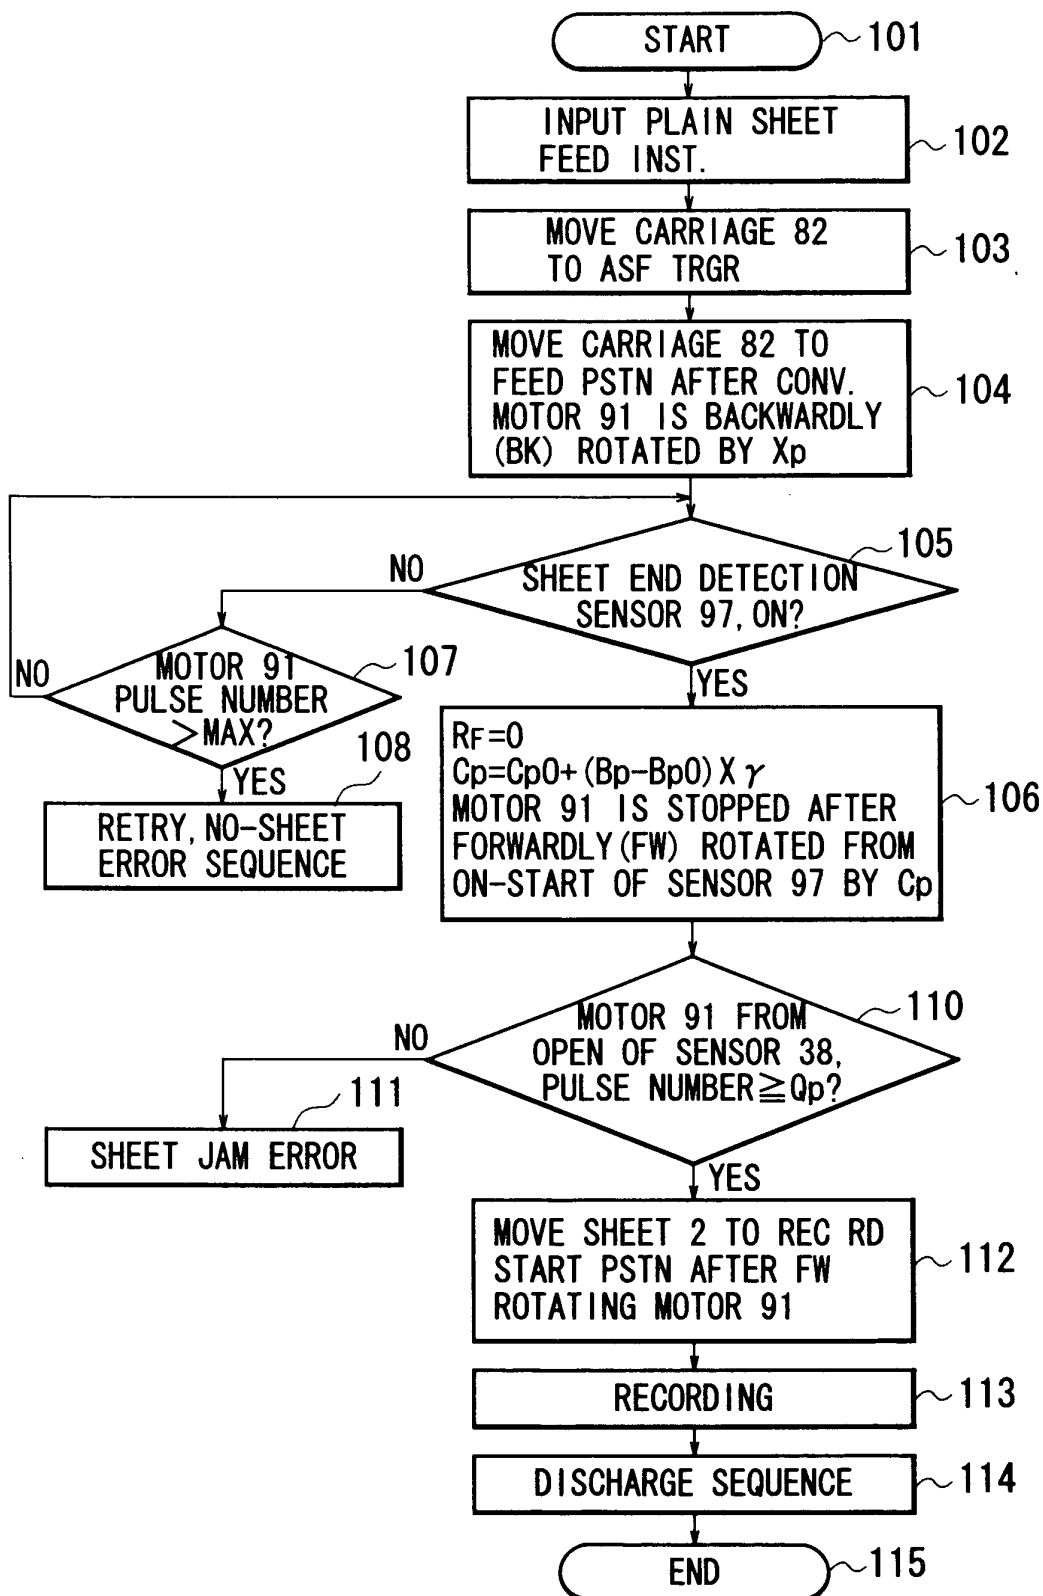 START
101
INPUT PLAIN SHEET
FEED INST.
102
MOVE CARRIAGE 82
TO ASF TRGR
103
MOVE CARRIAGE 82 TO
FEED PSTN AFTER CONV.
MOTOR 91 IS BACKWARDLY
(BK) ROTATED BY Xp
104
105
NO
SHEET END DETECTION
SENSOR 97, ON?
YES
NO
MOTOR 91
PULSE NUMBER
>MAX?
107
YES
108
RETRY, NO-SHEET
ERROR SEQUENCE
RF=0
Cp=Cp0+(Bp-Bp0)Xγ
MOTOR 91 IS STOPPED AFTER
FORWARDLY(FW) ROTATED FROM
ON-START OF SENSOR 97 BY Cp
106
110
NO
MOTOR 91 FROM
OPEN OF SENSOR 38,
PULSE NUMBER≧Qp?
YES
111
SHEET JAM ERROR
MOVE SHEET 2 TO REC RD
START PSTN AFTER FW
ROTATING MOTOR 91
112
RECORDING
113
DISCHARGE SEQUENCE
114
END
115